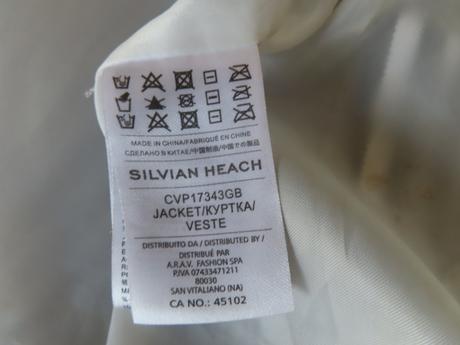 MADE IN CHINA/FABRIQUÉ EN CHINE
СДЕЛАНО В КИТАЕ/中国制造/中国での製品
SILVIAN HEACH
CVP17343GB
JACKET/КУРТКА/
VESTE
DISTRIBUITO DA / DISTRIBUTED BY /
DISTRIBUÉ PAR
A.R.A.V. FASHION SPA
P.IVA 07433471211
80030
SAN VITALIANO (NA)
CA NO.: 45102